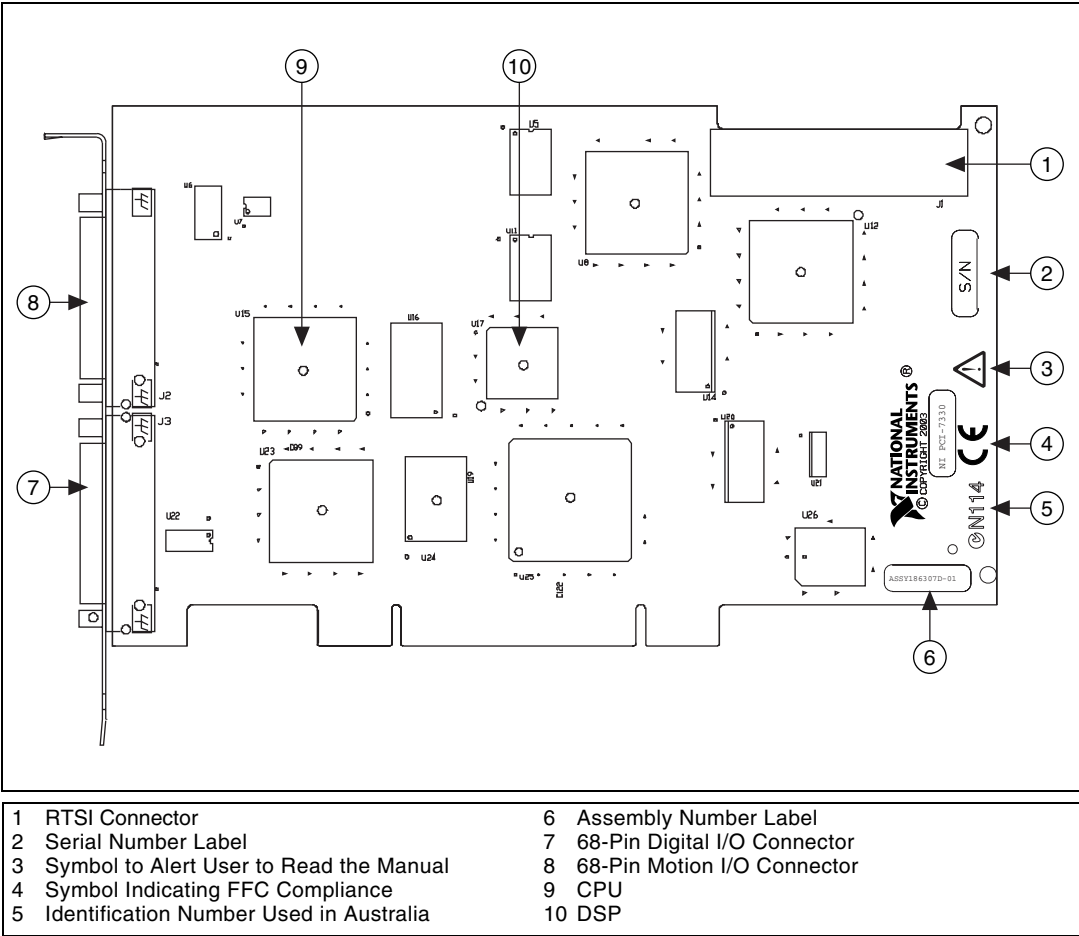 9
10
U5
1
J1
U6
U7
U11
U8
U12
S/N
2
8
U15
U16
U17
U14
3
J2
J3
U20
NATIONAL INSTRUMENTS ®
© COPYRIGHT 2003
NI PCI-7330
CE
4
U23
U19
U21
7
N114
5
U22
U24
U25
C122
U26
ASSY186307D-01
6
1 RTSI Connector
2 Serial Number Label
3 Symbol to Alert User to Read the Manual
4 Symbol Indicating FFC Compliance
5 Identification Number Used in Australia
6 Assembly Number Label
7 68-Pin Digital I/O Connector
8 68-Pin Motion I/O Connector
9 CPU
10 DSP